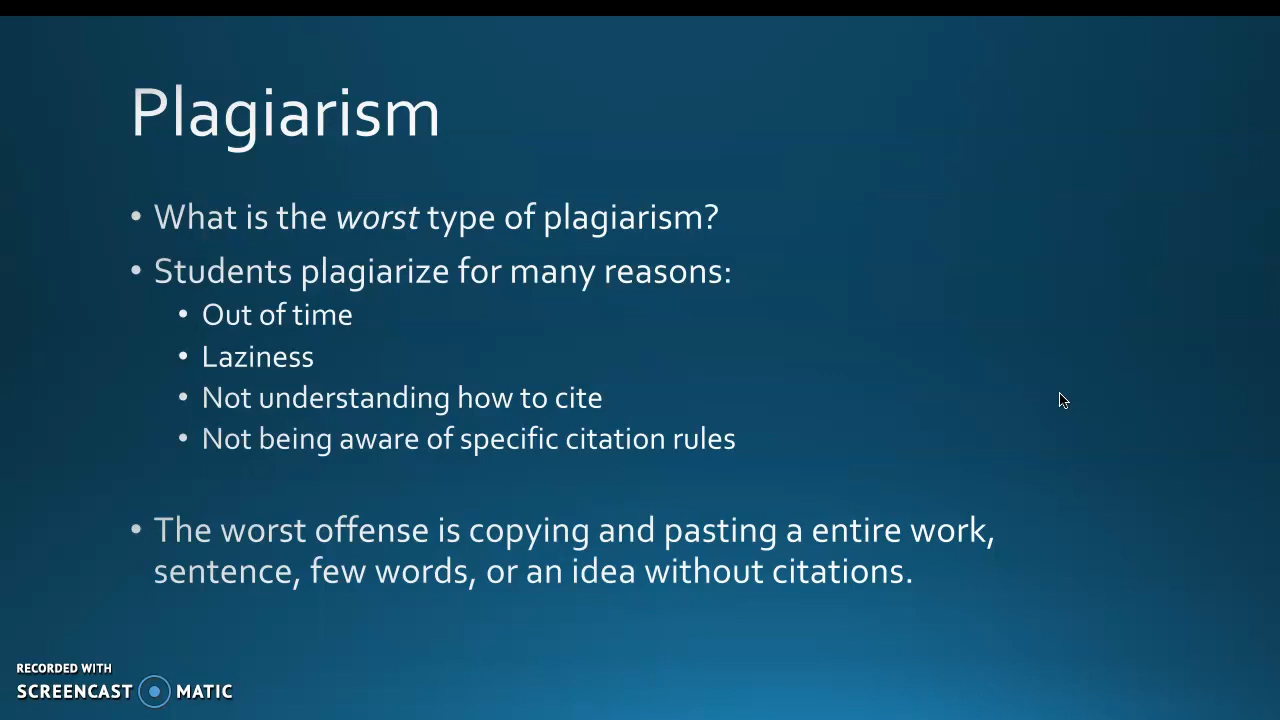 Plagiarism
• What is the worst type of plagiarism?
• Students plagiarize for many reasons:
• Out of time
• Laziness
• Not understanding how to cite
• Not being aware of specific citation rules
• The worst offense is copying and pasting a entire work,
sentence, few words, or an idea without citations.
RECORDED WITH
SCREENCAST MATIC